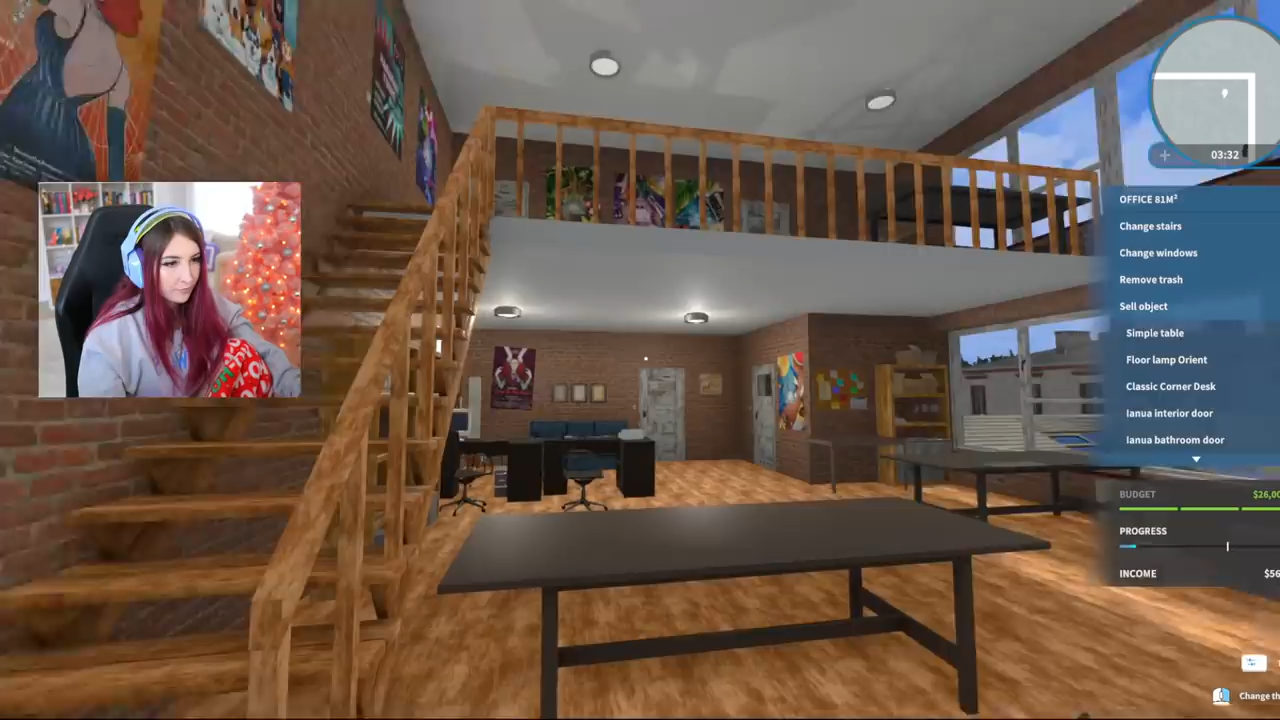 03:32
OFFICE 81M²
Change stairs
Change windows
Remove trash
Sell object
Simple table
Floor lamp Orient
Classic Corner Desk
Ianua interior door
Ianua bathroom door
BUDGET $26,00
PROGRESS
INCOME $56
Change th